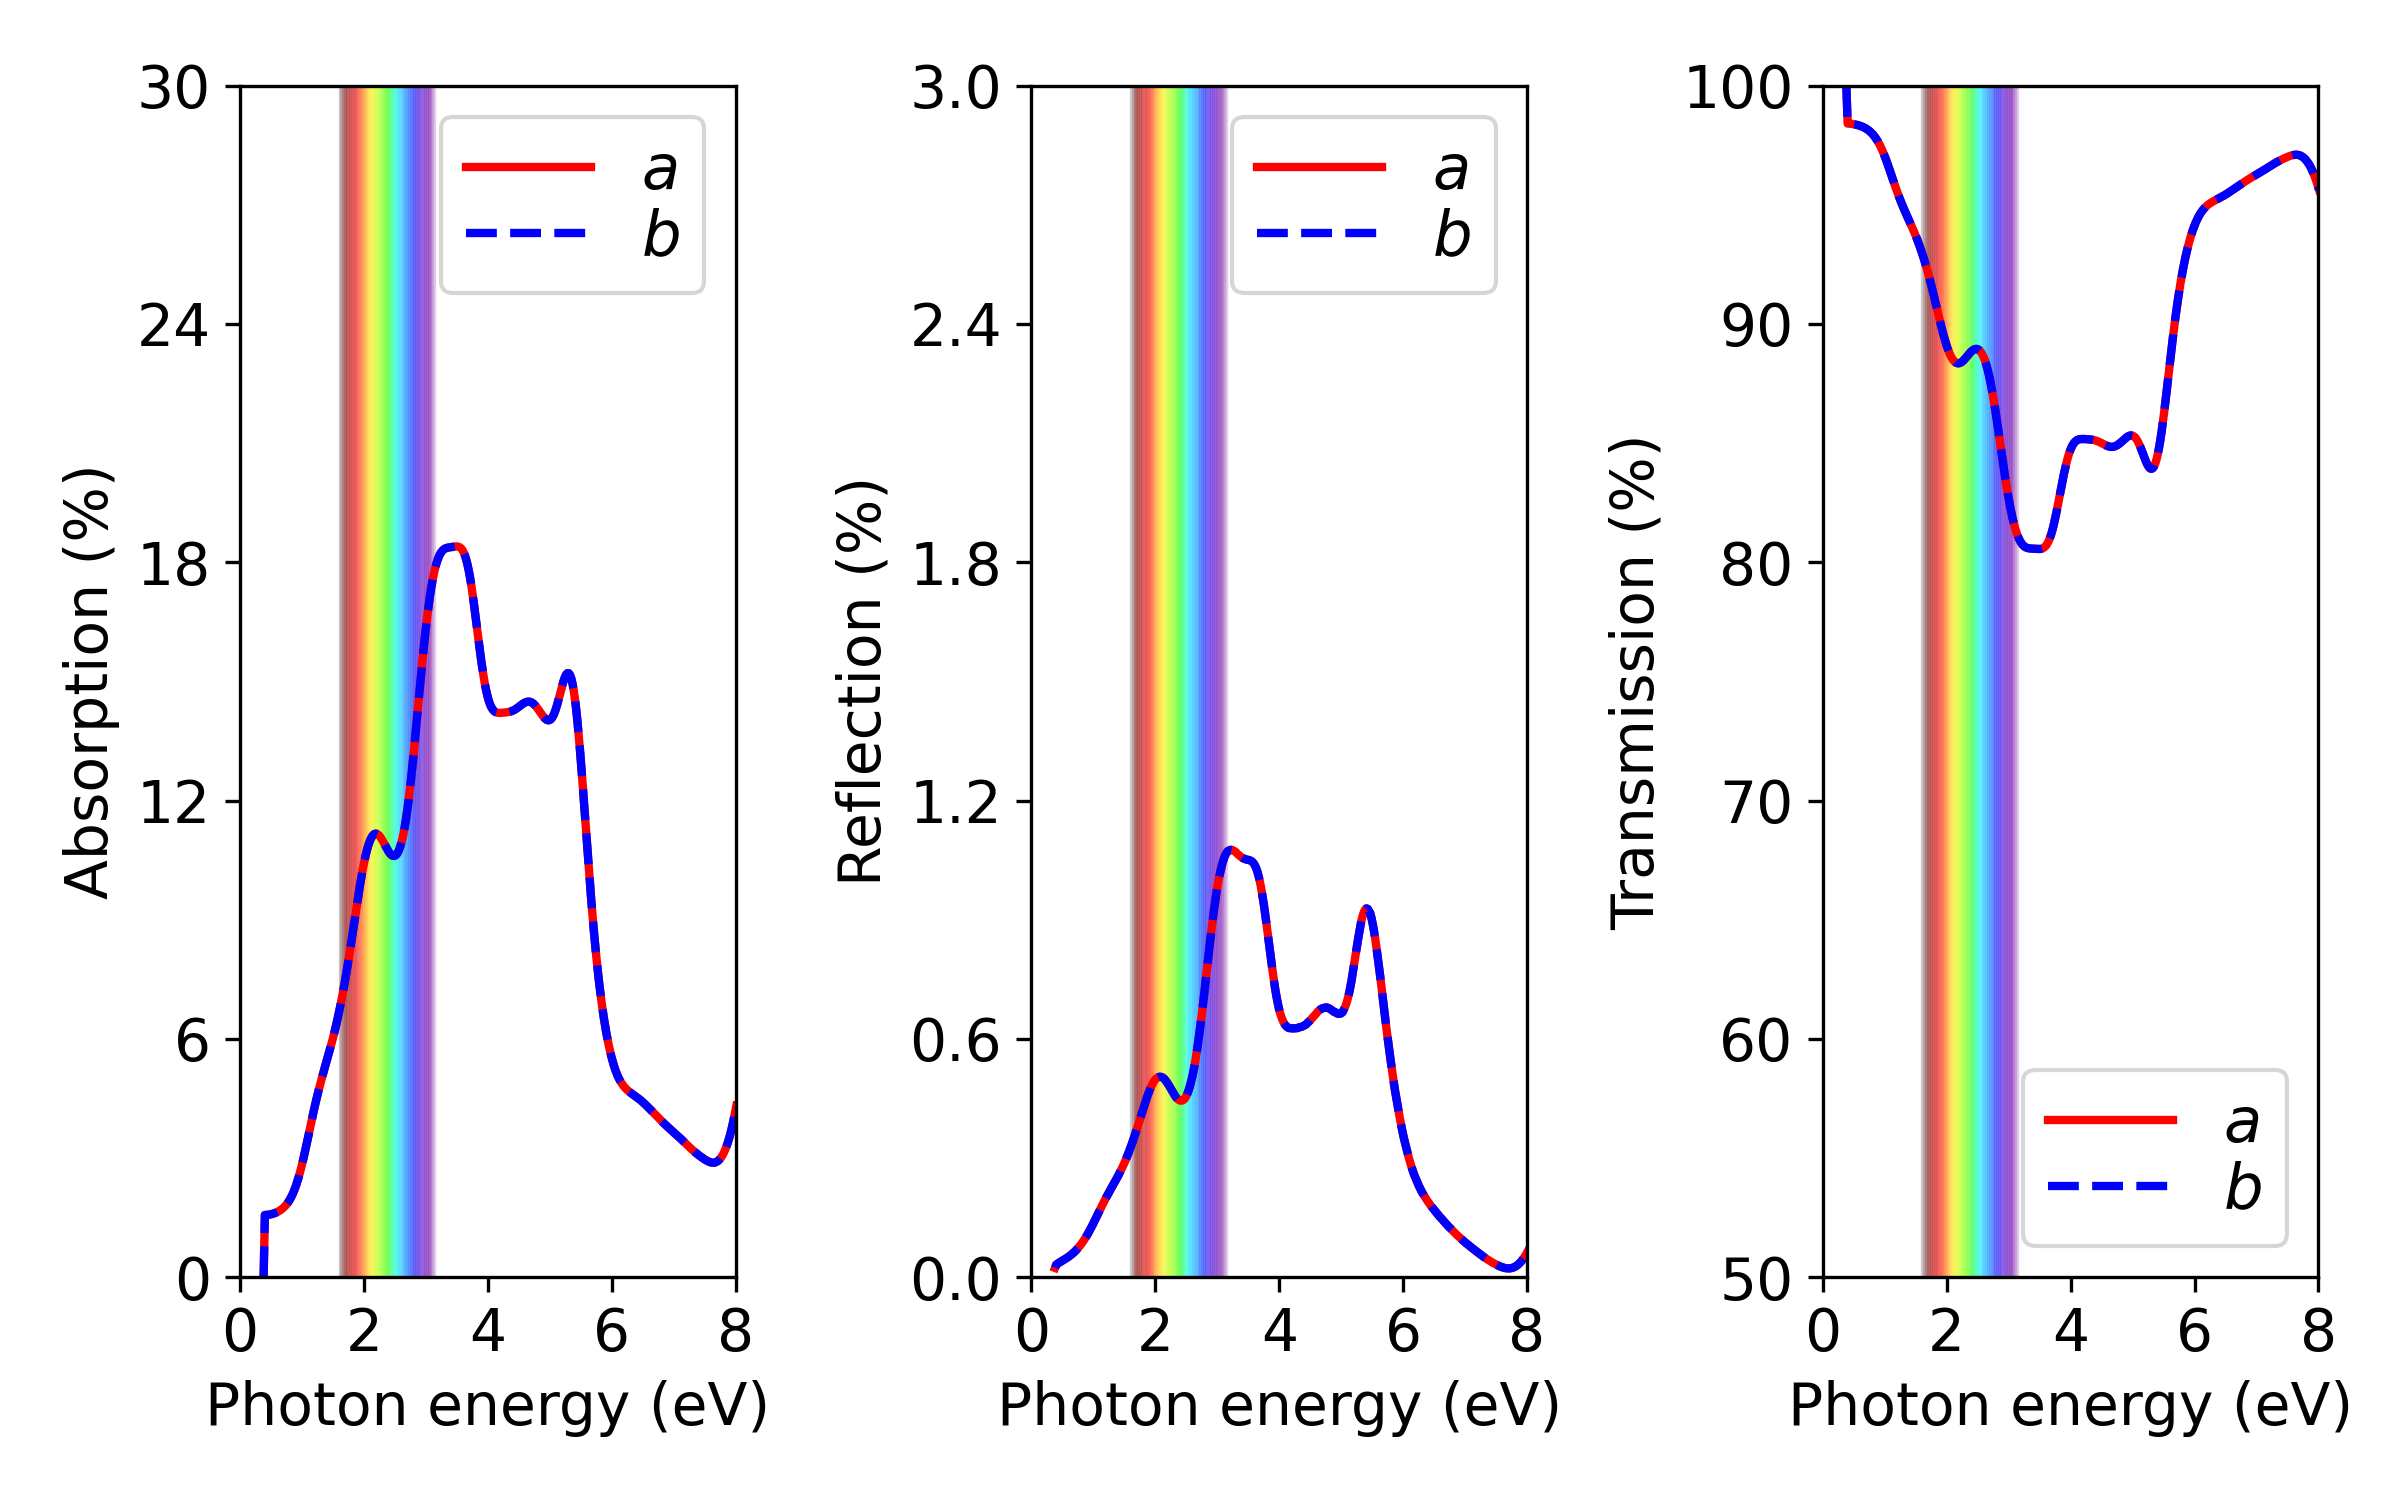 Absorption (%)
30
24
18
12
6
0
0 2 4 6 8
Photon energy (eV)
a
b
Reflection (%)
3.0
2.4
1.8
1.2
0.6
0.0
0 2 4 6 8
Photon energy (eV)
a
b
Transmission (%)
100
90
80
70
60
50
0 2 4 6 8
Photon energy (eV)
a
b